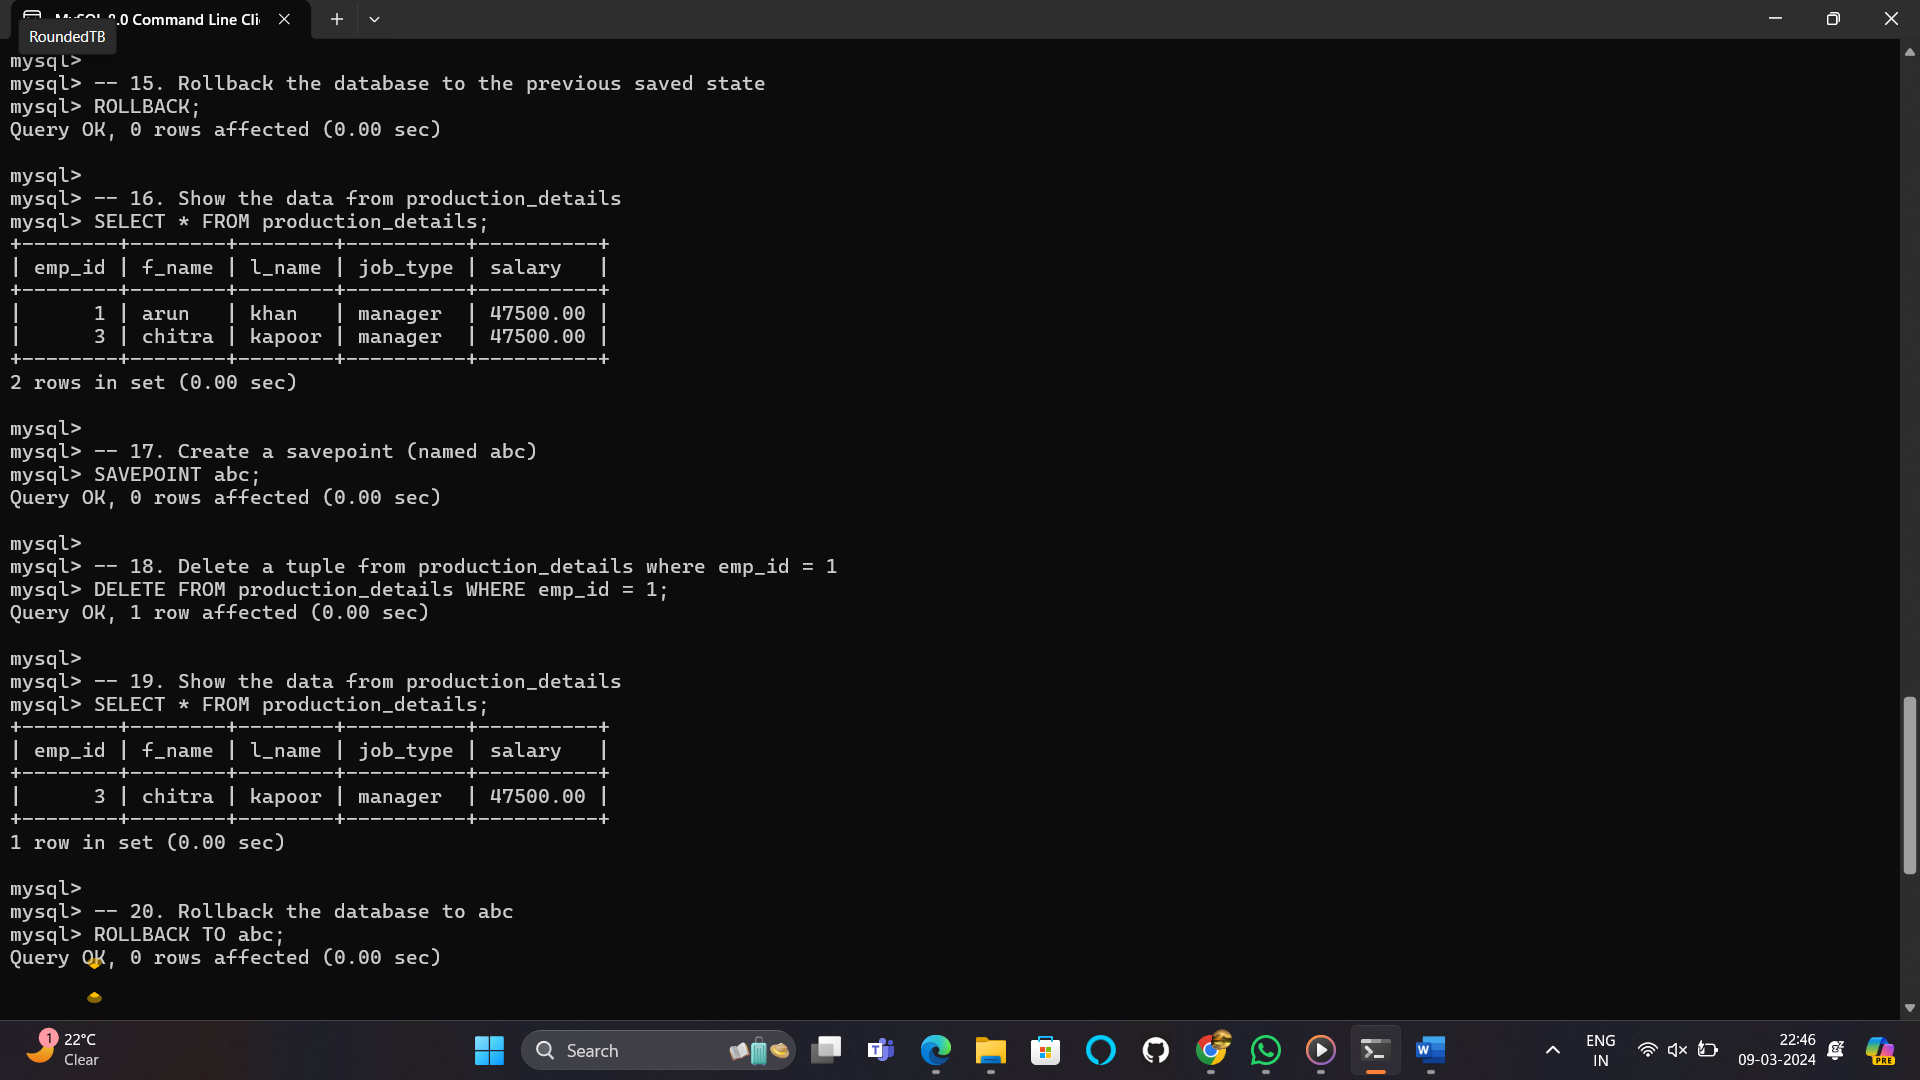 MySQL 8.0 Command Line Cli
RoundedTB
mysql>
mysql> -- 15. Rollback the database to the previous saved state
mysql> ROLLBACK;
Query OK, 0 rows affected (0.00 sec)
mysql>
mysql> -- 16. Show the data from production_details
mysql> SELECT * FROM production_details;
+--------+--------+--------+----------+----------+
| emp_id | f_name | l_name | job_type | salary   |
+--------+--------+--------+----------+----------+
|      1 | arun   | khan   | manager  | 47500.00 |
|      3 | chitra | kapoor | manager  | 47500.00 |
+--------+--------+--------+----------+----------+
2 rows in set (0.00 sec)
mysql>
mysql> -- 17. Create a savepoint (named abc)
mysql> SAVEPOINT abc;
Query OK, 0 rows affected (0.00 sec)
mysql>
mysql> -- 18. Delete a tuple from production_details where emp_id = 1
mysql> DELETE FROM production_details WHERE emp_id = 1;
Query OK, 1 row affected (0.00 sec)
mysql>
mysql> -- 19. Show the data from production_details
mysql> SELECT * FROM production_details;
+--------+--------+--------+----------+----------+
| emp_id | f_name | l_name | job_type | salary   |
+--------+--------+--------+----------+----------+
|      3 | chitra | kapoor | manager  | 47500.00 |
+--------+--------+--------+----------+----------+
1 row in set (0.00 sec)
mysql>
mysql> -- 20. Rollback the database to abc
mysql> ROLLBACK TO abc;
Query OK, 0 rows affected (0.00 sec)
1
22°C
Clear
Search
W
ENG
IN
22:46
09-03-2024
PRE